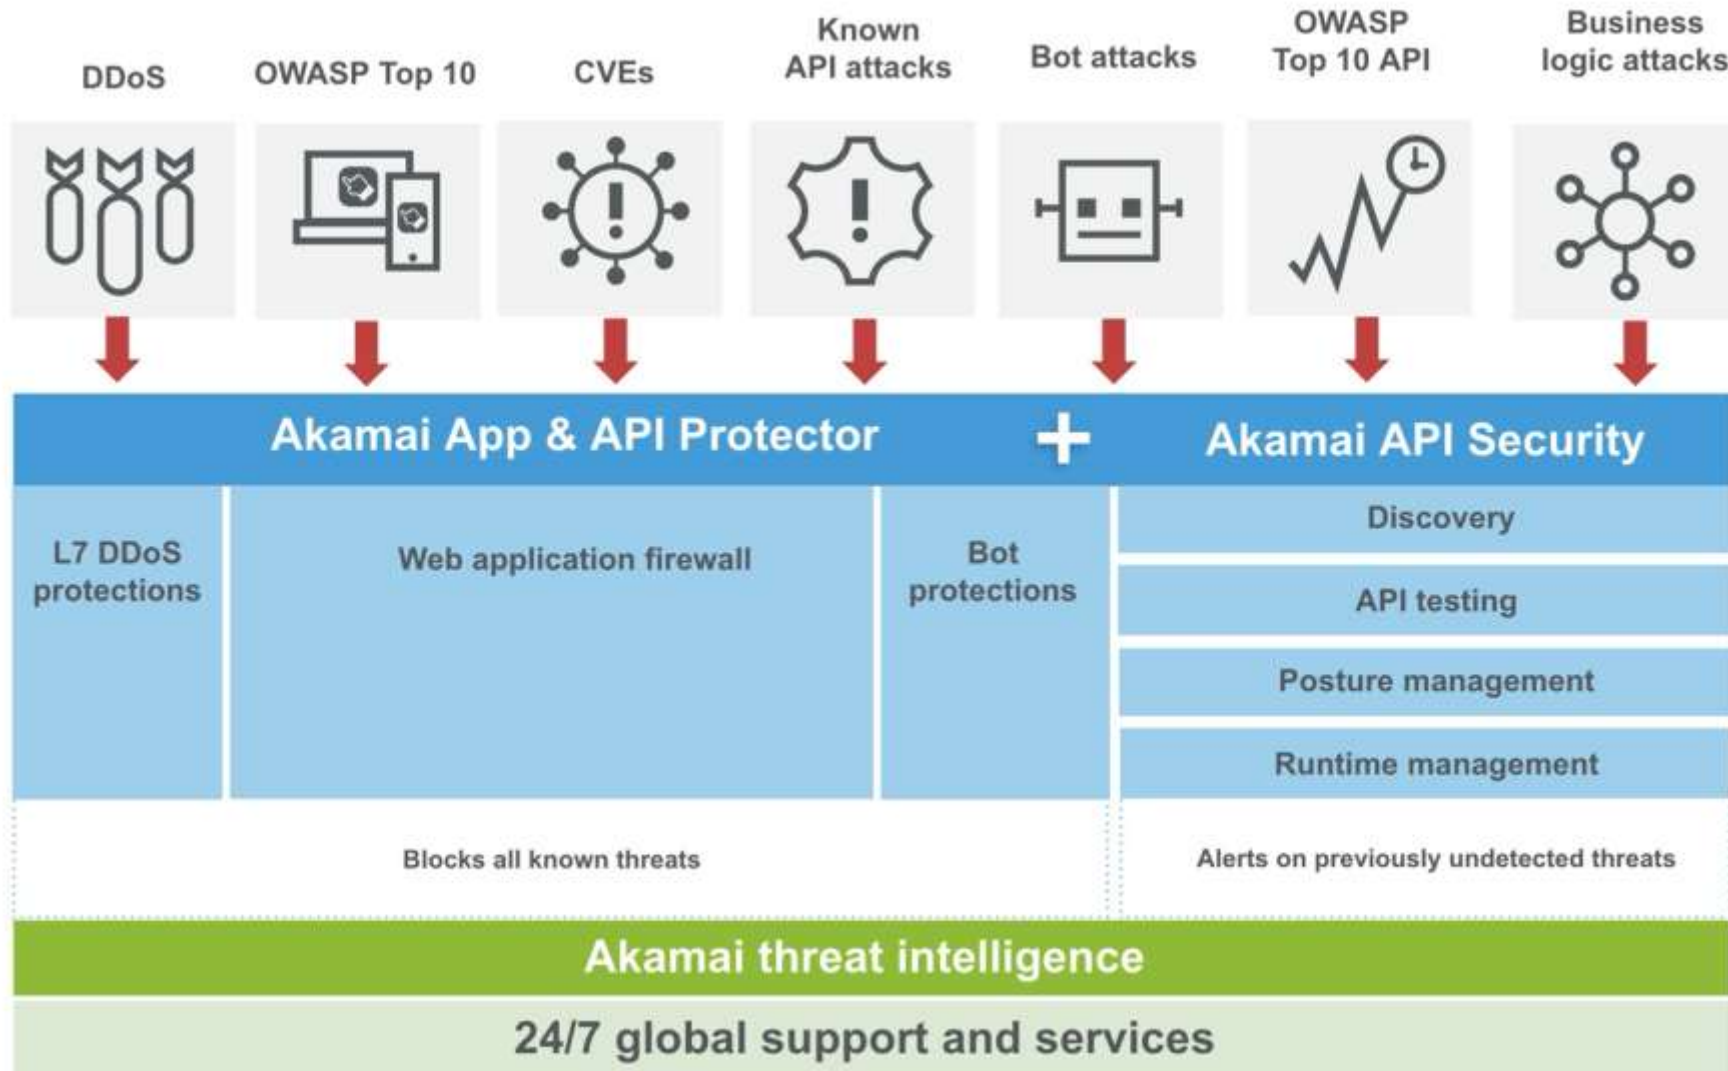 DDoS
OWASP Top 10
CVEs
Known
API attacks
Bot attacks
OWASP
Top 10 API
Business
logic attacks
Akamai App & API Protector
+
Akamai API Security
L7 DDoS
protections
Web application firewall
Bot
protections
Discovery
API testing
Posture management
Runtime management
Blocks all known threats
Alerts on previously undetected threats
Akamai threat intelligence
24/7 global support and services